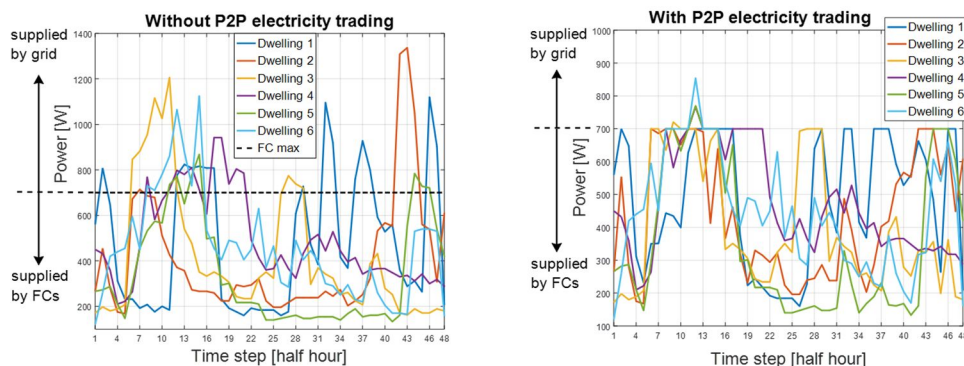 Without P2P electricity trading
supplied
by grid
supplied
by FCs
Power [W]
1400
1200
1000
800
600
400
200
1 4 7 10 13 16 19 22 25 28 31 34 37 40 43 46 48
Time step [half hour]
Dwelling 1
Dwelling 2
Dwelling 3
Dwelling 4
Dwelling 5
Dwelling 6
FC max
With P2P electricity trading
supplied
by grid
supplied
by FCs
Power [W]
1000
900
800
700
600
500
400
300
200
100
1 4 7 10 13 16 19 22 25 28 31 34 37 40 43 46 48
Time step [half hour]
Dwelling 1
Dwelling 2
Dwelling 3
Dwelling 4
Dwelling 5
Dwelling 6